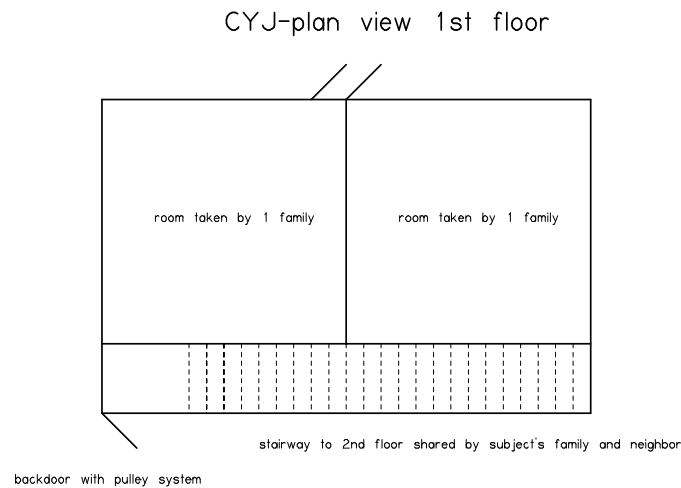 CYJ-plan view 1st floor
room taken by 1 family
room taken by 1 family
stairway to 2nd floor shared by subject's family and neighbor
backdoor with pulley system